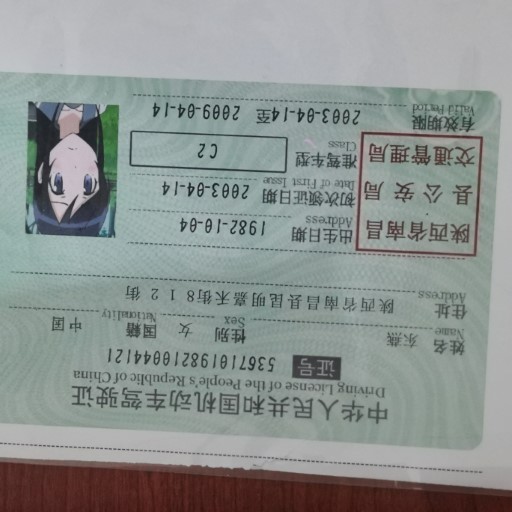 中华人民共和国机动车驾驶证
Driving License of the People's Republic of China
证号 536710198210044121
姓名 东燕 性别 女 国籍 中国
Name Sex Nationality
住址 陕西省南昌县昆明嘉禾街812街
Address
陕西省南昌
县公安局
交通管理局
出生日期 1982-10-04
Address
初次领证日期 2003-04-14
Date of First Issue
准驾车型 C2
Class
有效期限 2003-04-14至 2009-04-14
Valid Period